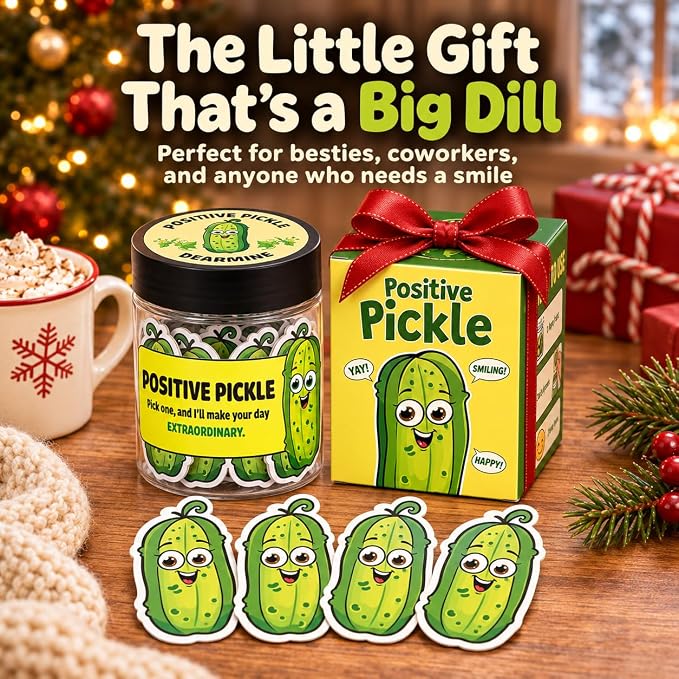 The Little Gift
That's a Big Dill
Perfect for besties, coworkers,
and anyone who needs a smile
POSITIVE PICKLE
DEARMINE
POSITIVE PICKLE
Pick one, and I'll make your day
EXTRAORDINARY.
Positive
Pickle
YAY!
SMILING!
HAPPY!